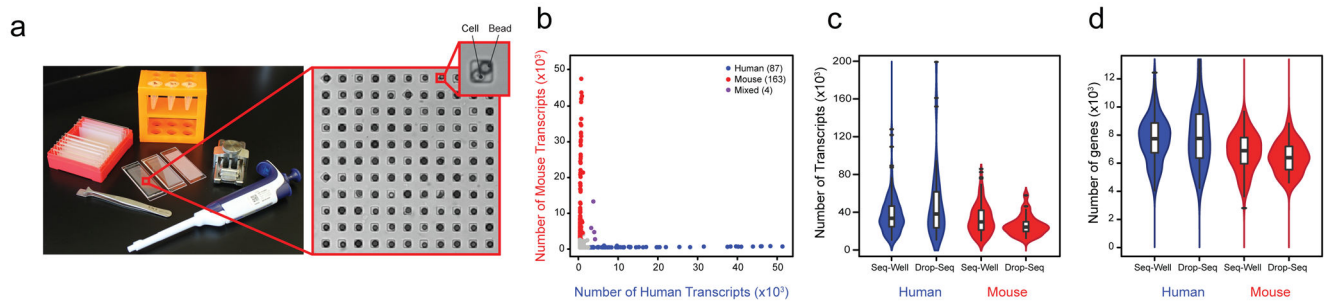 a
Cell
Bead
b
Number of Mouse Transcripts (x10³)
50
40
30
20
10
5
0
Human (87)
Mouse (163)
Mixed (4)
0
10
20
30
40
50
Number of Human Transcripts (x10³)
c
Number of Transcripts (x10³)
200
160
120
80
40
0
Seq-Well
Drop-Seq
Seq-Well
Drop-Seq
Human
Mouse
d
Number of genes (x10³)
12
10
8
6
4
2
0
Seq-Well
Drop-Seq
Seq-Well
Drop-Seq
Human
Mouse